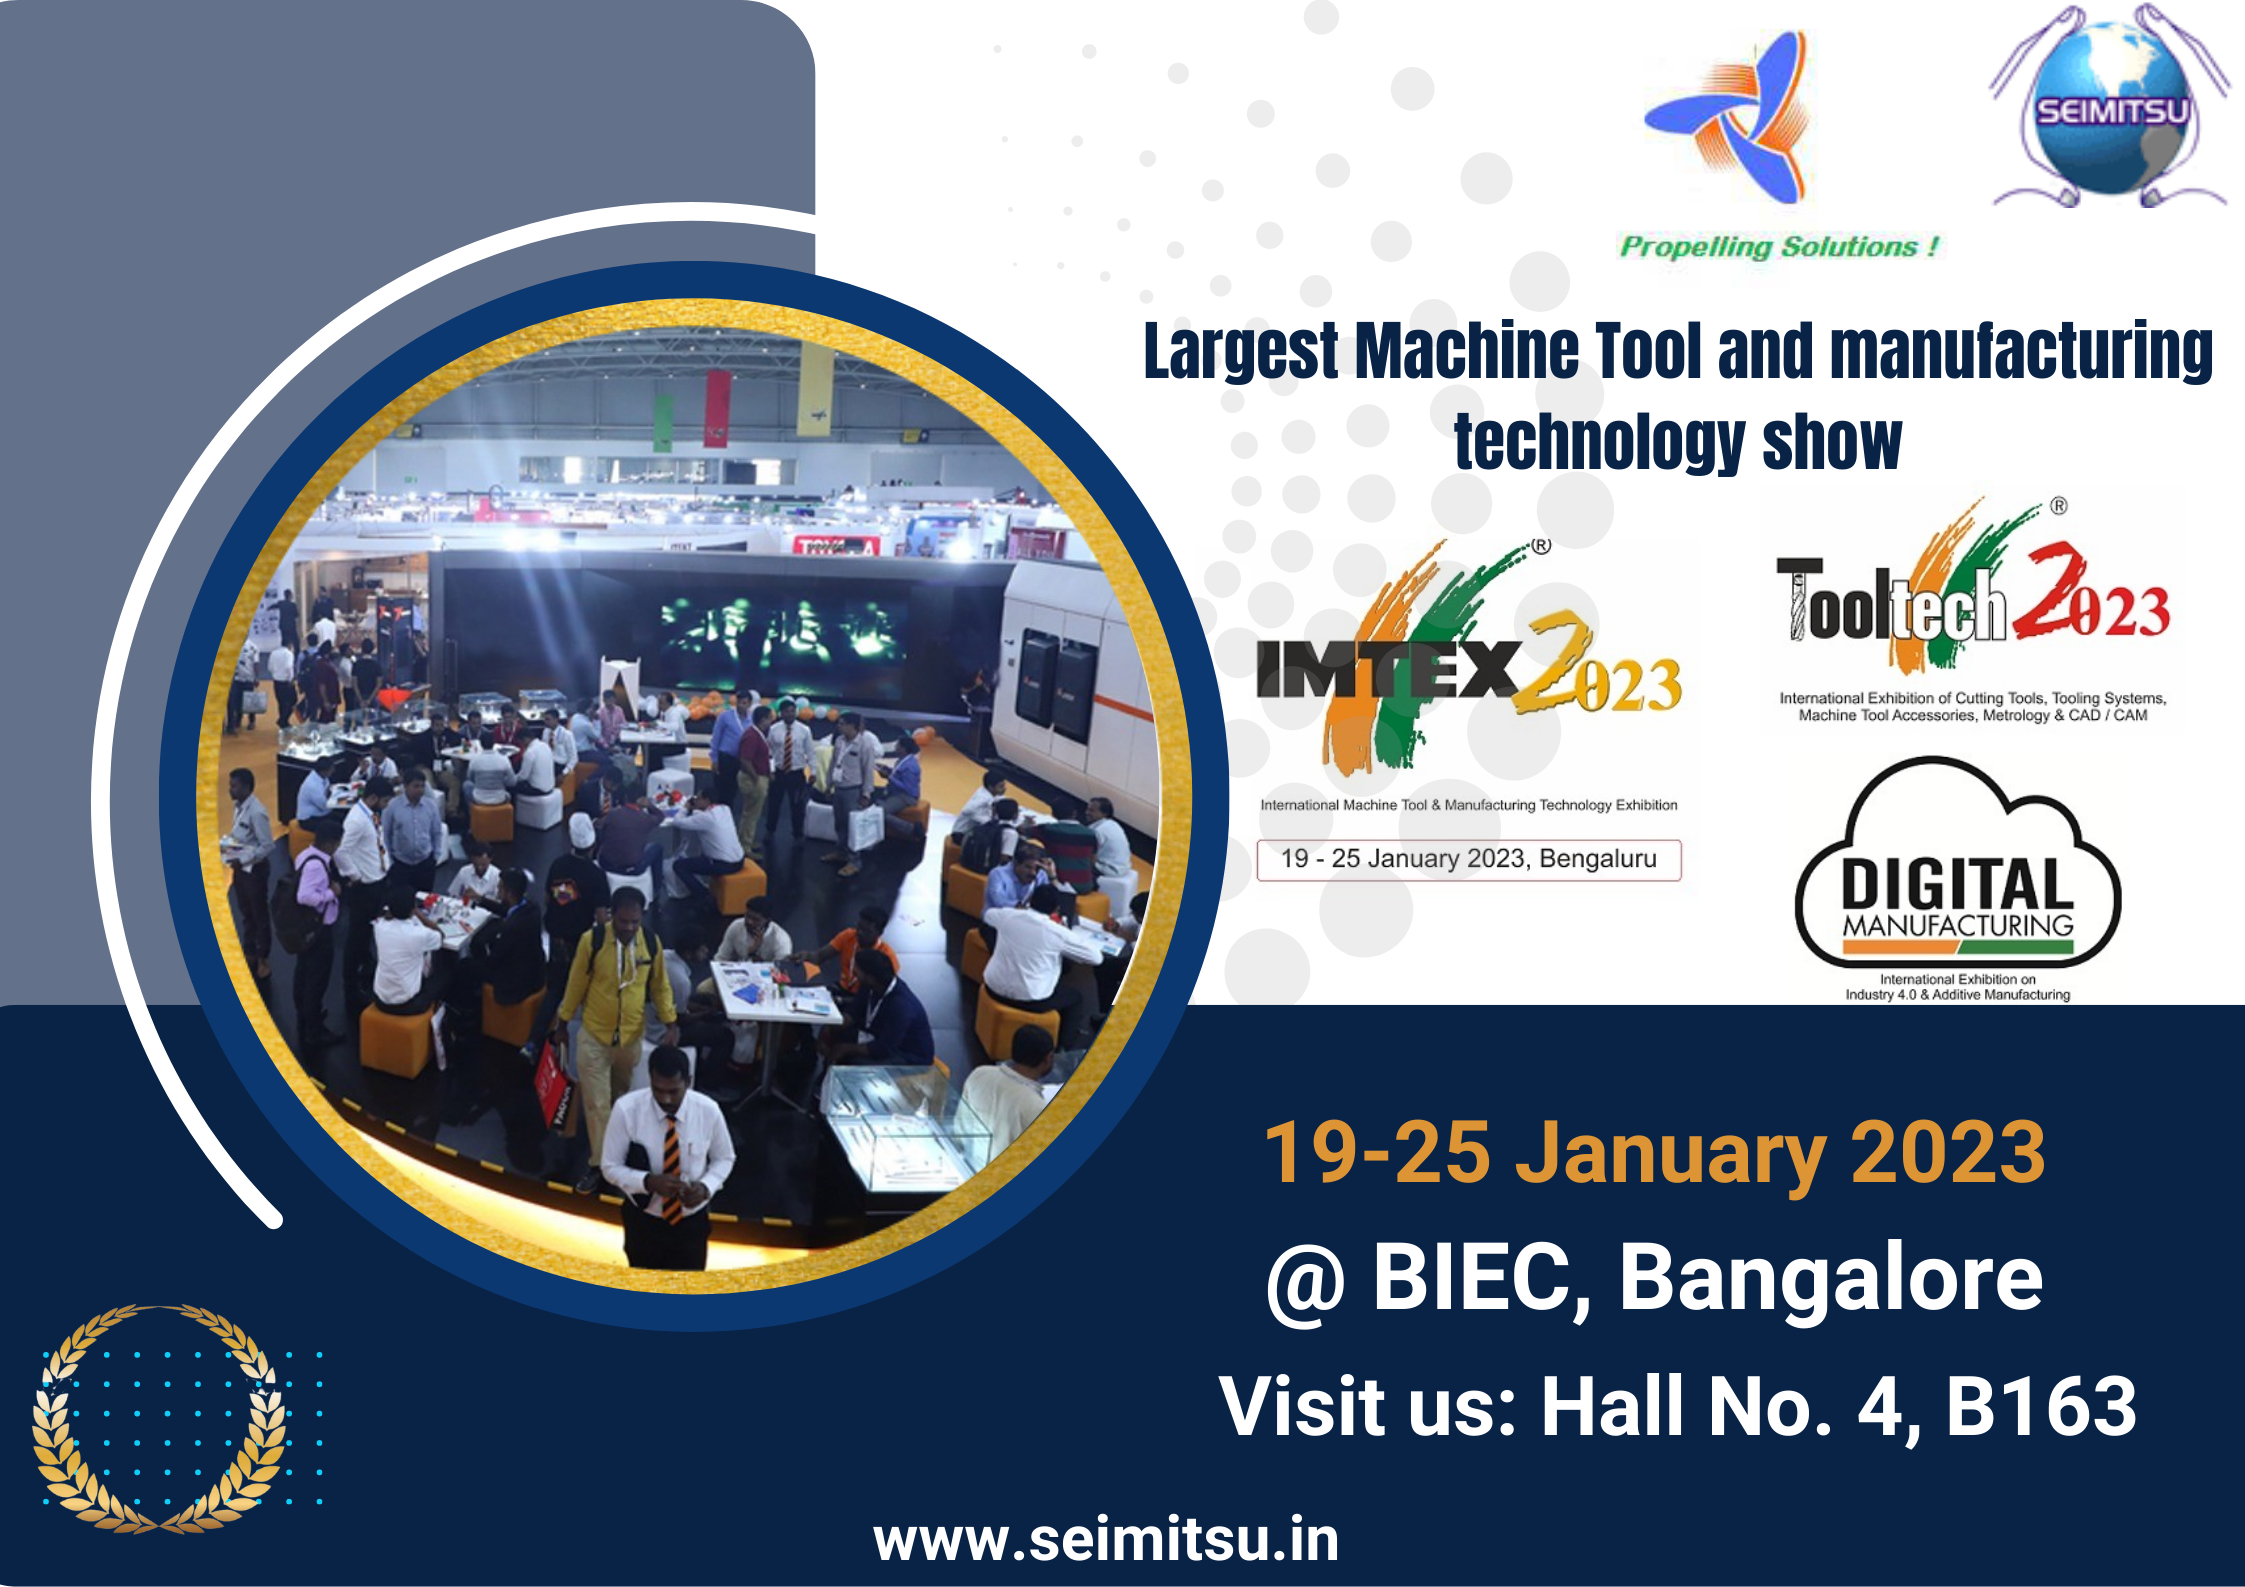 SEIMITSU
Propelling Solutions !
Largest Machine Tool and manufacturing
technology show
IMTEX 2023
®
International Machine Tool & Manufacturing Technology Exhibition
19 - 25 January 2023, Bengaluru
Tooltech 2023
®
International Exhibition of Cutting Tools, Tooling Systems,
Machine Tool Accessories, Metrology & CAD / CAM
DIGITAL
MANUFACTURING
International Exhibition on
Industry 4.0 & Additive Manufacturing
19-25 January 2023
@ BIEC, Bangalore
Visit us: Hall No. 4, B163
www.seimitsu.in